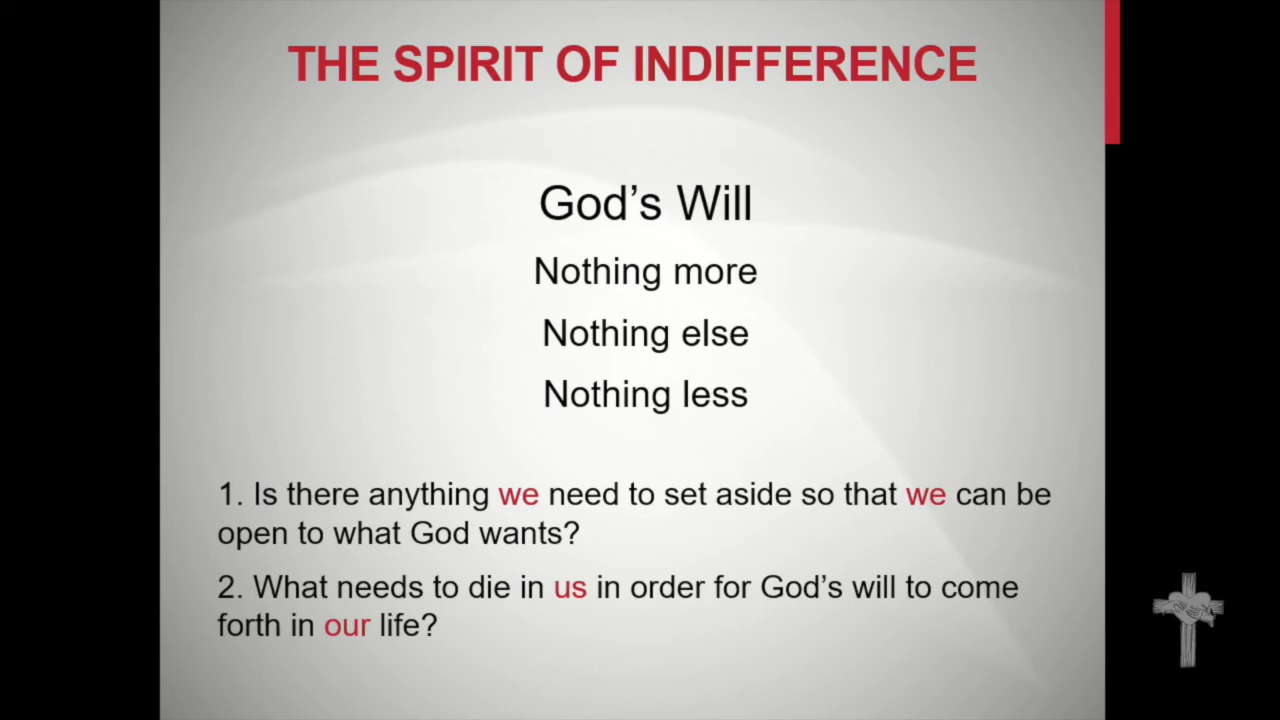 THE SPIRIT OF INDIFFERENCE
God’s Will
Nothing more
Nothing else
Nothing less
1. Is there anything we need to set aside so that we can be
open to what God wants?
2. What needs to die in us in order for God’s will to come
forth in our life?